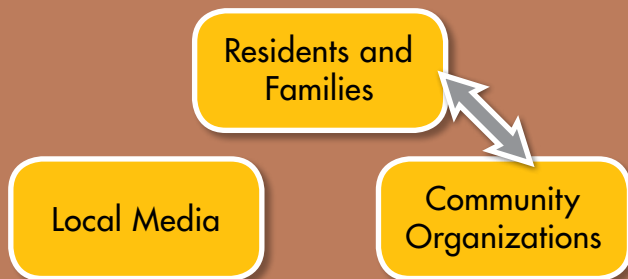 Residents and
Families
Local Media
Community
Organizations